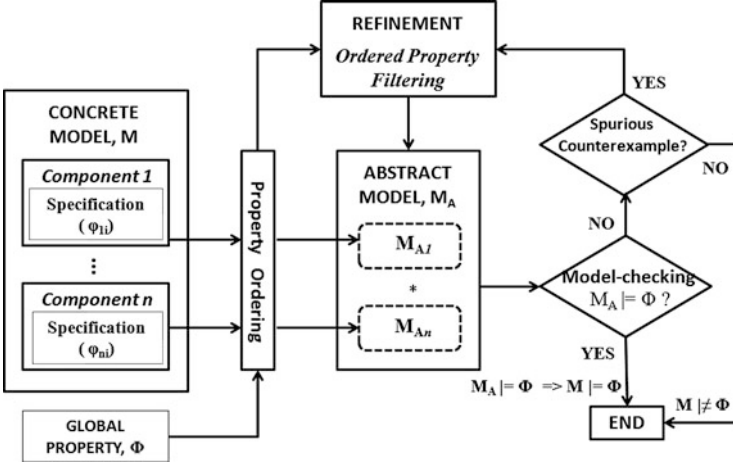 REFINEMENT
Ordered Property
Filtering
CONCRETE
MODEL, M
Component 1
Specification
( φ1i)
...
Component n
Specification
( φni)
GLOBAL
PROPERTY, Φ
Property Ordering
ABSTRACT
MODEL, MA
MA1
*
MAn
YES
Spurious
Counterexample?
NO
NO
Model-checking
MA|= Φ ?
YES
MA|= Φ => M |= Φ
END
M |≠ Φ